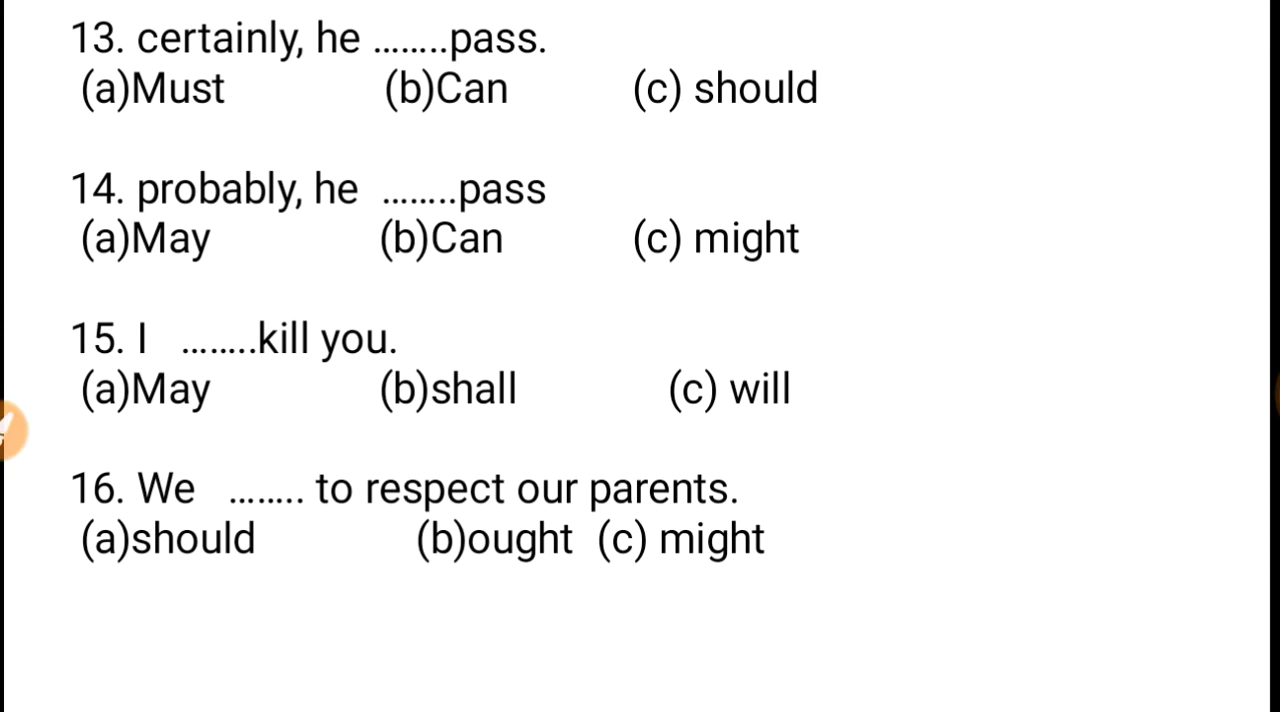 13. certainly, he ........pass.
(a)Must (b)Can (c) should
14. probably, he ........pass
(a)May (b)Can (c) might
15. I ........kill you.
(a)May (b)shall (c) will
16. We ........ to respect our parents.
(a)should (b)ought (c) might